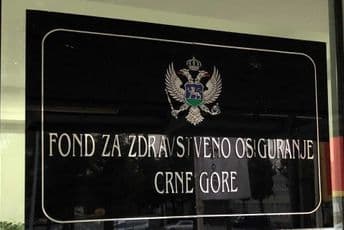 FOND ZA ZDRAVSTVENO OSIGURANJE
CRNE GORE